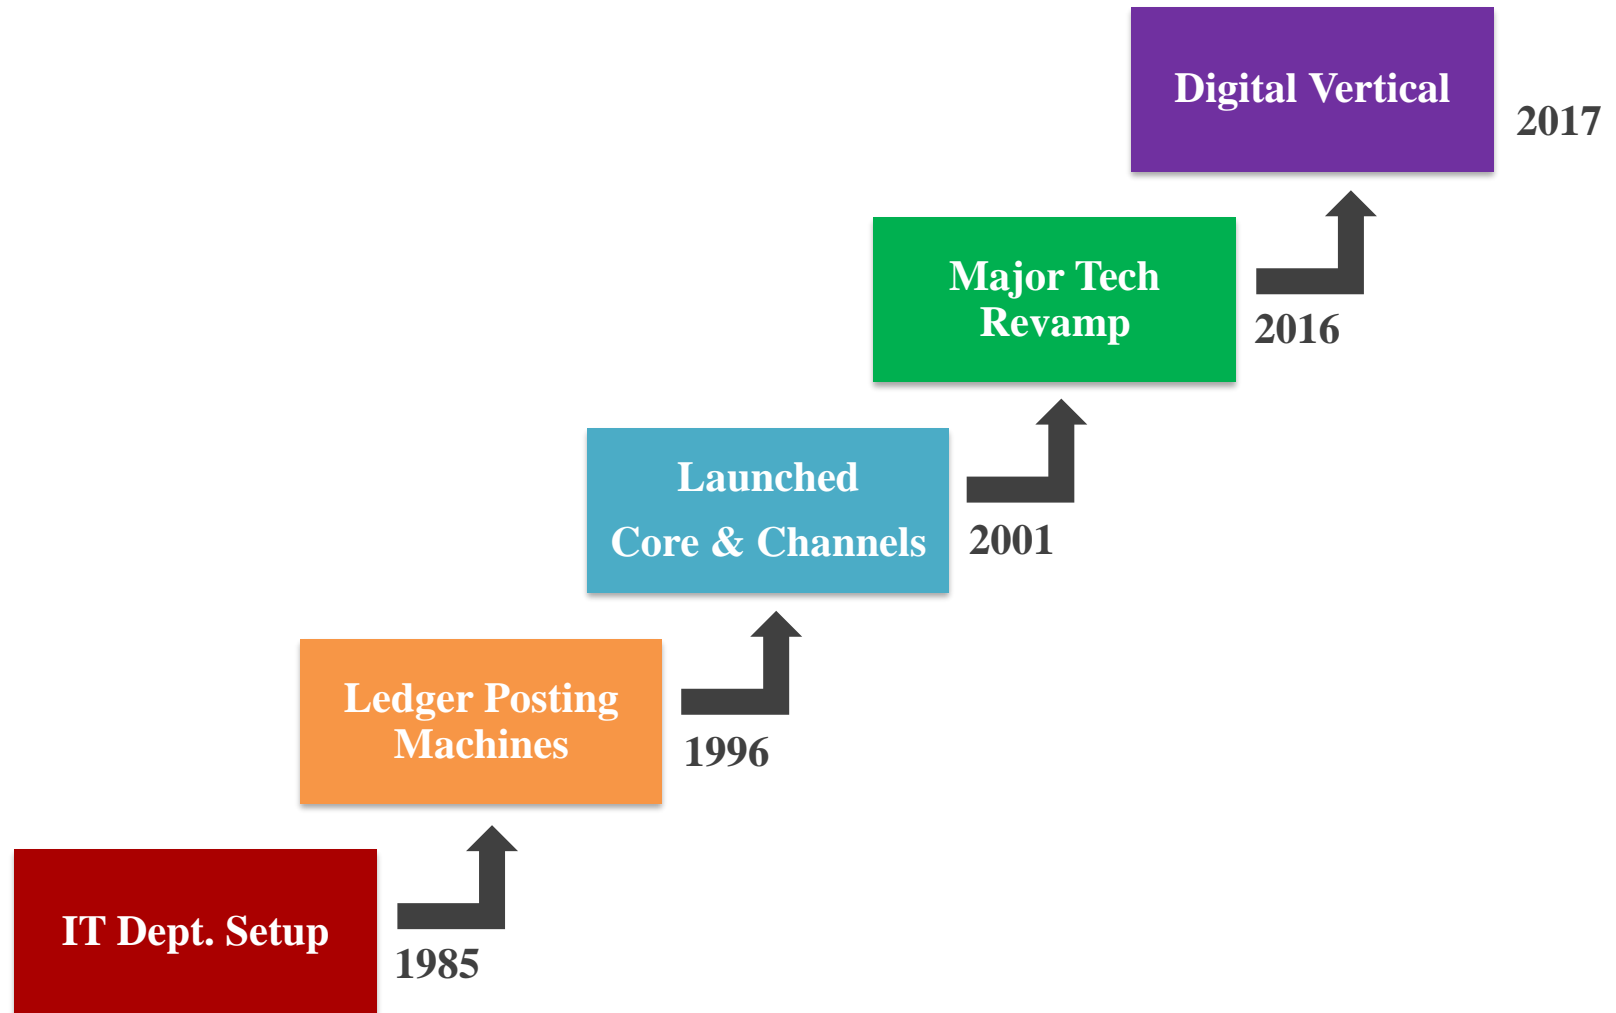 Digital Vertical
2017
Major Tech
Revamp
2016
Launched
Core & Channels
2001
Ledger Posting
Machines
1996
IT Dept. Setup
1985